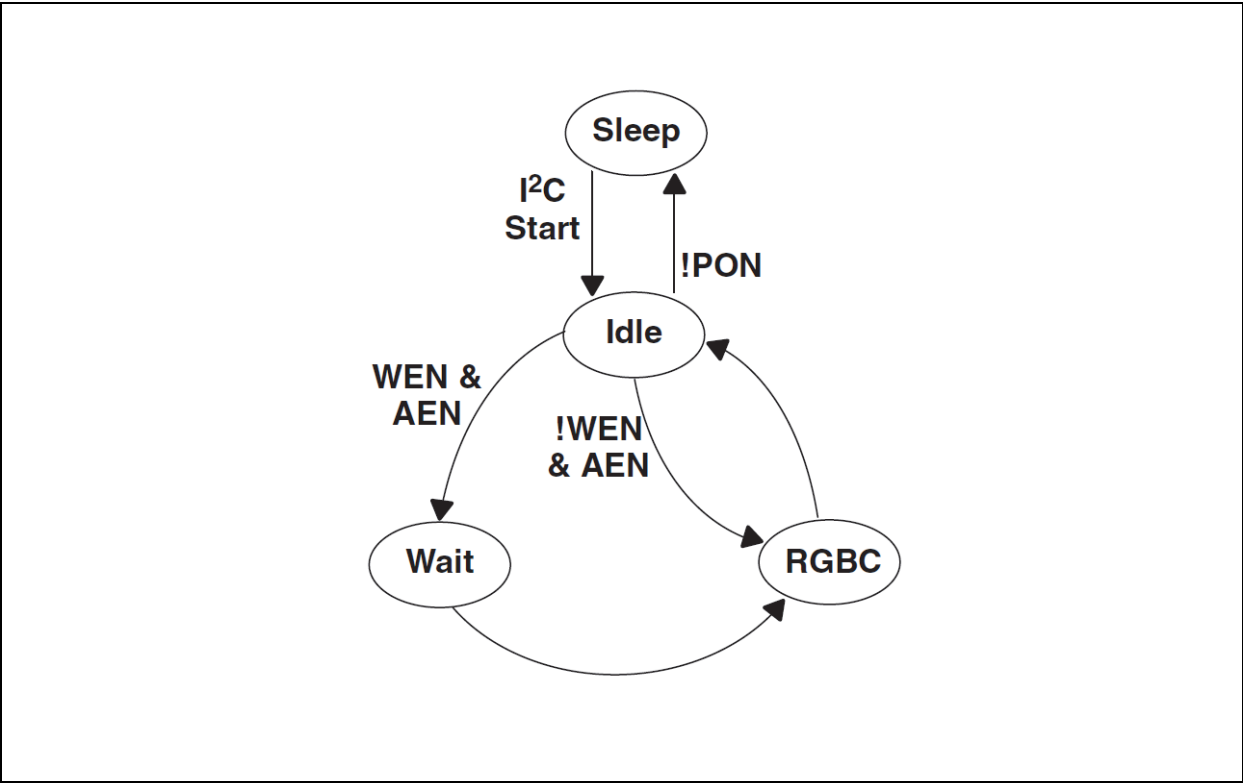 Sleep
I²C
Start
!PON
Idle
WEN &
AEN
!WEN
& AEN
Wait
RGBC